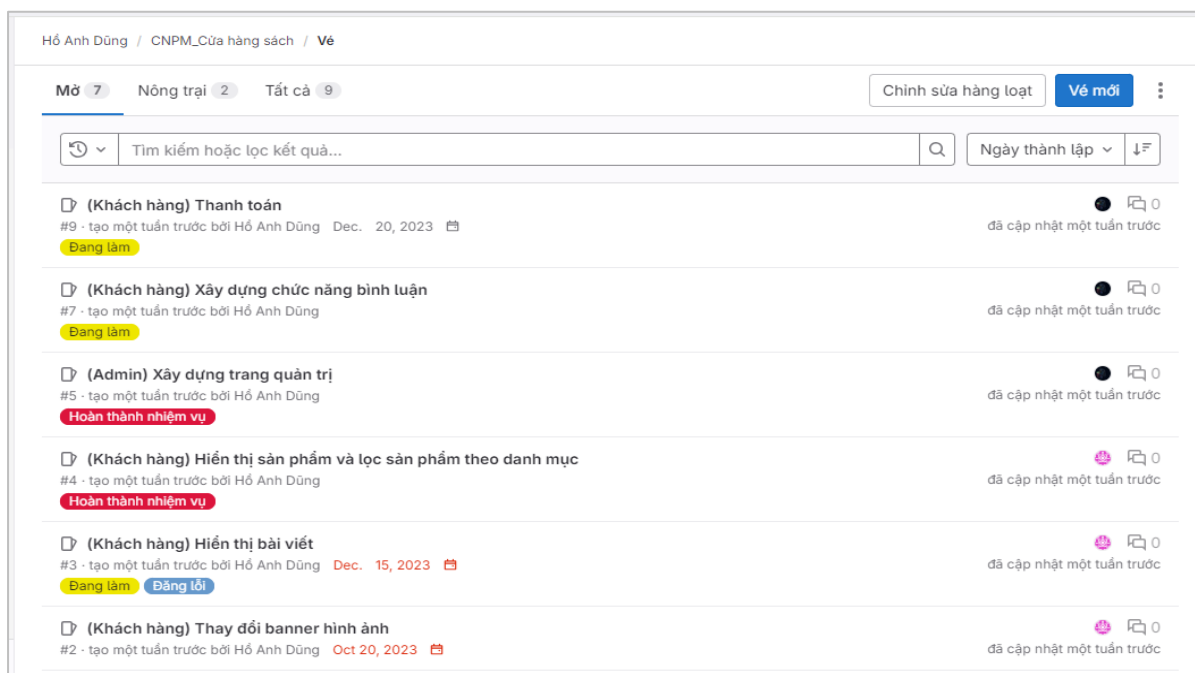 Hồ Anh Dũng / CNPM_Cửa hàng sách / Vé
Mở 7 Nông trại 2 Tất cả 9 Chỉnh sửa hàng loạt Vé mới
Tìm kiếm hoặc lọc kết quả... Ngày thành lập
(Khách hàng) Thanh toán 0
#9 · tạo một tuần trước bởi Hồ Anh Dũng Dec. 20, 2023 đã cập nhật một tuần trước
Đang làm
(Khách hàng) Xây dựng chức năng bình luận 0
#7 · tạo một tuần trước bởi Hồ Anh Dũng đã cập nhật một tuần trước
Đang làm
(Admin) Xây dựng trang quản trị 0
#5 · tạo một tuần trước bởi Hồ Anh Dũng đã cập nhật một tuần trước
Hoàn thành nhiệm vụ
(Khách hàng) Hiển thị sản phẩm và lọc sản phẩm theo danh mục 0
#4 · tạo một tuần trước bởi Hồ Anh Dũng đã cập nhật một tuần trước
Hoàn thành nhiệm vụ
(Khách hàng) Hiển thị bài viết 0
#3 · tạo một tuần trước bởi Hồ Anh Dũng Dec. 15, 2023 đã cập nhật một tuần trước
Đang làm Đăng lỗi
(Khách hàng) Thay đổi banner hình ảnh 0
#2 · tạo một tuần trước bởi Hồ Anh Dũng Oct 20, 2023 đã cập nhật một tuần trước